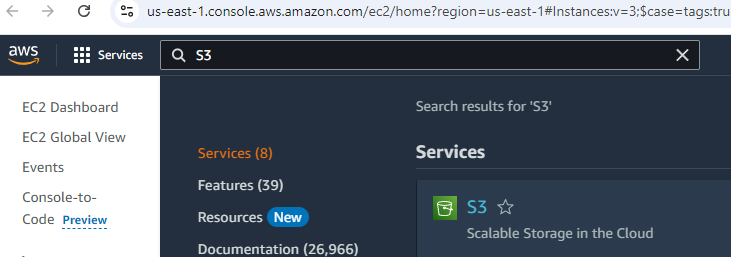 us-east-1.console.aws.amazon.com/ec2/home?region=us-east-1#Instances:v=3;$case=tags:tru
aws Services S3
EC2 Dashboard
EC2 Global View
Events
Console-to-
Code Preview
Search results for 'S3'
Services (8)
Features (39)
Resources New
Documentation (26,966)
Services
S3
Scalable Storage in the Cloud